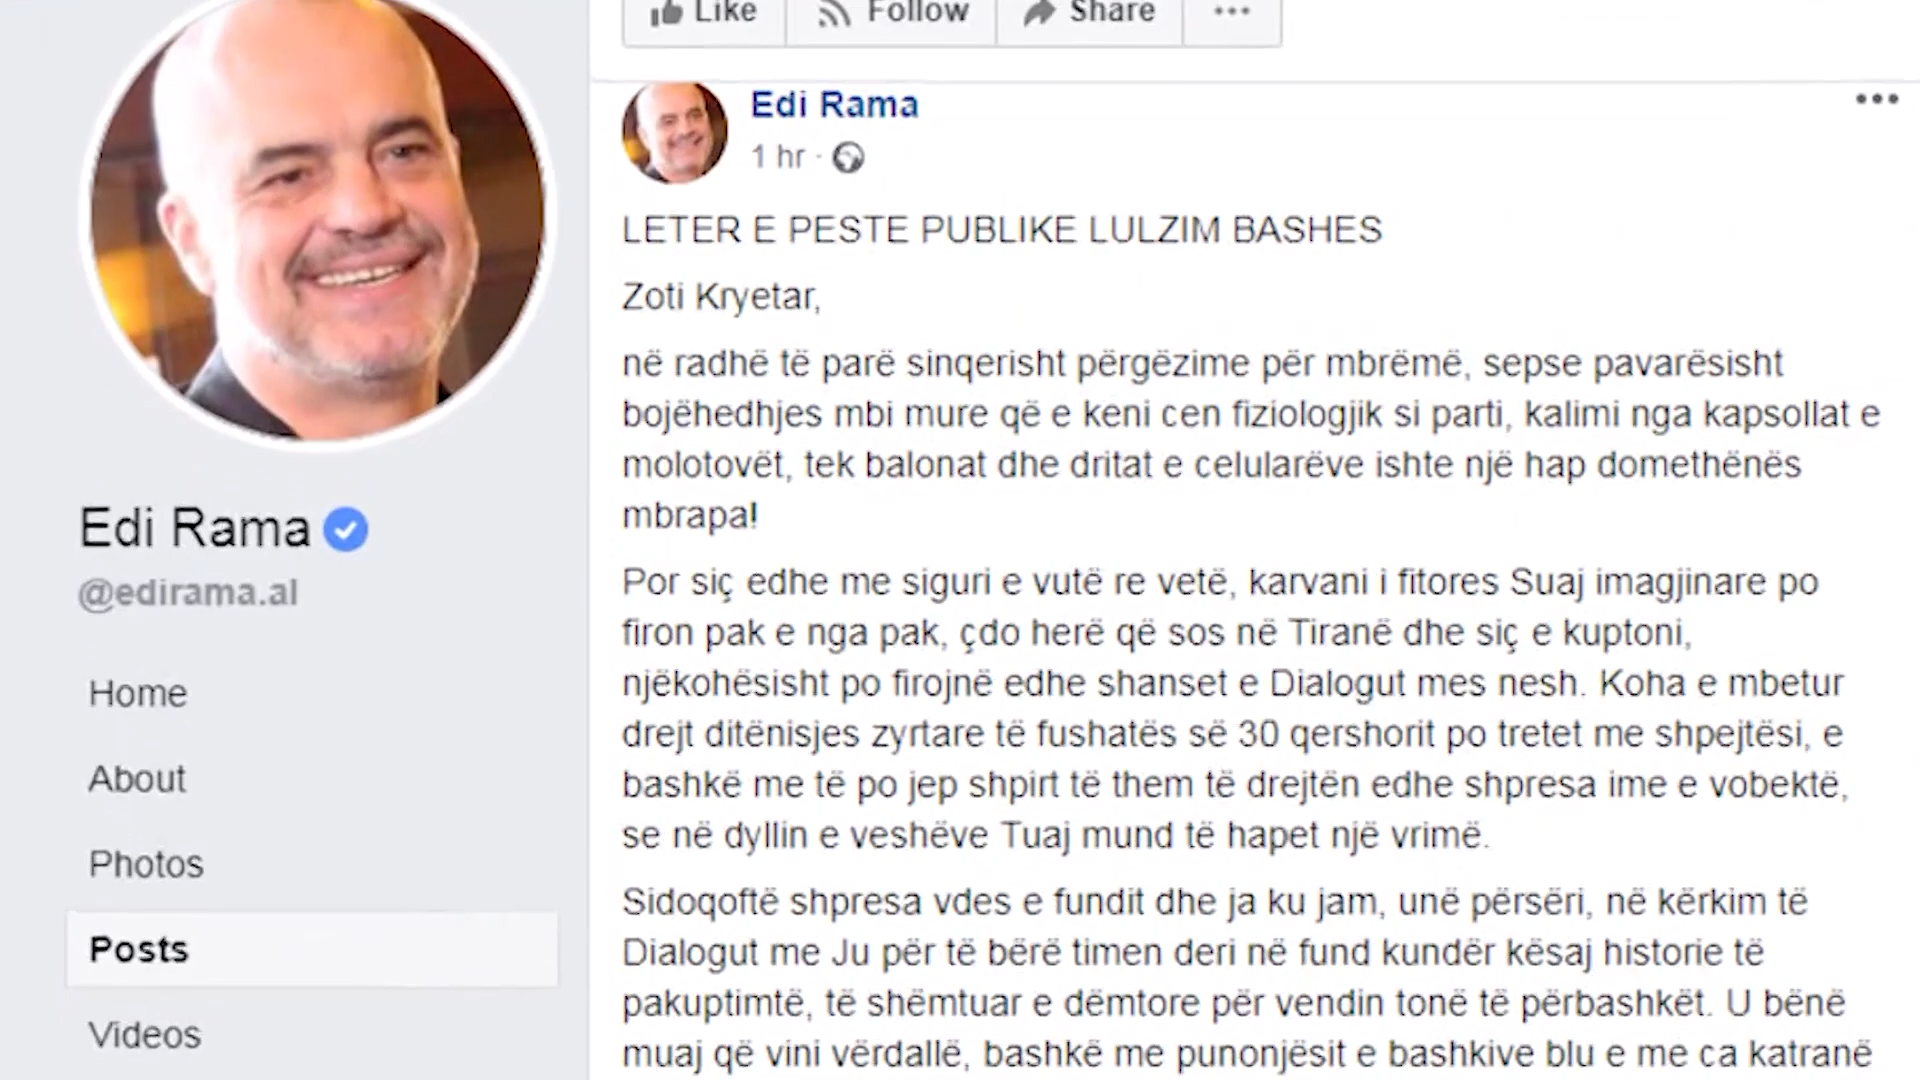 Like
Follow
Share
Edi Rama
1 hr ·
LETER E PESTE PUBLIKE LULZIM BASHES
Zoti Kryetar,
në radhë të parë sinqerisht përgëzime për mbrëmë, sepse pavarësisht
bojëhedhjes mbi mure që e keni cen fiziologjik si parti, kalimi nga kapsollat e
molotovët, tek balonat dhe dritat e celularëve ishte një hap domethënës
mbrapa!
Por siç edhe me siguri e vutë re vetë, karvani i fitores Suaj imagjinare po
firon pak e nga pak, çdo herë që sos në Tiranë dhe siç e kuptoni,
njëkohësisht po firojnë edhe shanset e Dialogut mes nesh. Koha e mbetur
drejt ditënisjes zyrtare të fushatës së 30 qershorit po tretet me shpejtësi, e
bashkë me të po jep shpirt të them të drejtën edhe shpresa ime e vobektë,
se në dyllin e veshëve Tuaj mund të hapet një vrimë.
Sidoqoftë shpresa vdes e fundit dhe ja ku jam, unë përsëri, në kërkim të
Dialogut me Ju për të bërë timen deri në fund kundër kësaj historie të
pakuptimtë, të shëmtuar e dëmtore për vendin tonë të përbashkët. U bënë
muaj që vini vërdallë, bashkë me punonjësit e bashkive blu e me ca katranë
Edi Rama
@edirama.al
Home
About
Photos
Posts
Videos